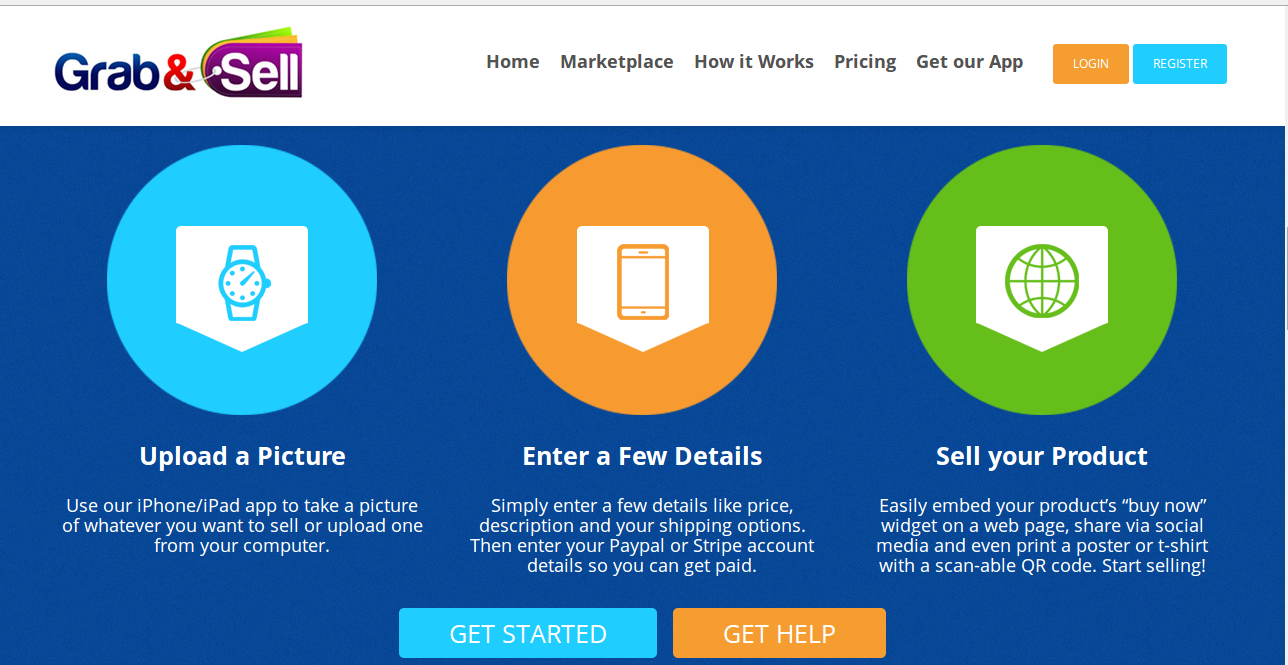 Grab & Sell
Home Marketplace How it Works Pricing Get our App LOGIN REGISTER
Upload a Picture
Use our iPhone/iPad app to take a picture
of whatever you want to sell or upload one
from your computer.
Enter a Few Details
Simply enter a few details like price,
description and your shipping options.
Then enter your Paypal or Stripe account
details so you can get paid.
Sell your Product
Easily embed your product’s “buy now”
widget on a web page, share via social
media and even print a poster or t-shirt
with a scan-able QR code. Start selling!
GET STARTED GET HELP